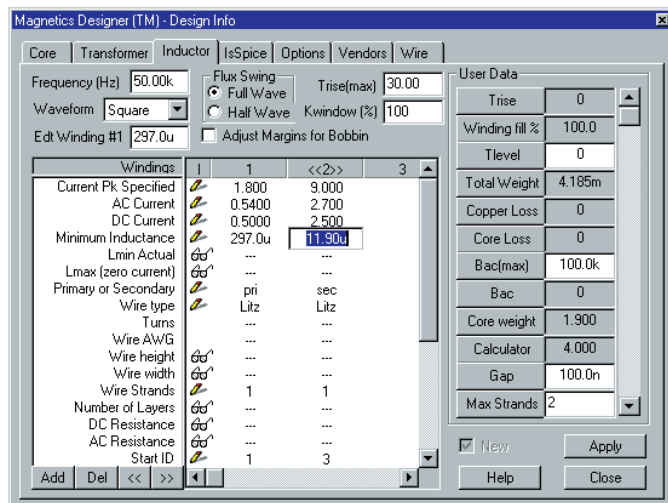 Magnetics Designer (TM) - Design Info
Core Transformer Inductor IsSpice Options Vendors Wire
Frequency (Hz) 50.00k
Waveform Square
Edt Winding #1 297.0u
Flux Swing
Full Wave
Half Wave
Trise(max) 30.00
Kwindow (%) 100
Adjust Margins for Bobbin
Windings I 1 <<2>> 3
Current Pk Specified 1.800 9.000
AC Current 0.5400 2.700
DC Current 0.5000 2.500
Minimum Inductance 297.0u 11.90u
Lmin Actual --- ---
Lmax (zero current) --- ---
Primary or Secondary pri sec
Wire type Litz Litz
Turns --- ---
Wire AWG --- ---
Wire height --- ---
Wire width --- ---
Wire Strands 1 1
Number of Layers --- ---
DC Resistance --- ---
AC Resistance --- ---
Start ID 1 3
Add Del << >>
User Data
Trise 0
Winding fill % 100.0
Tlevel 0
Total Weight 4.185m
Copper Loss 0
Core Loss 0
Bac(max) 100.0k
Bac 0
Core weight 1.900
Calculator 4.000
Gap 100.0n
Max Strands 2
New Apply
Help Close